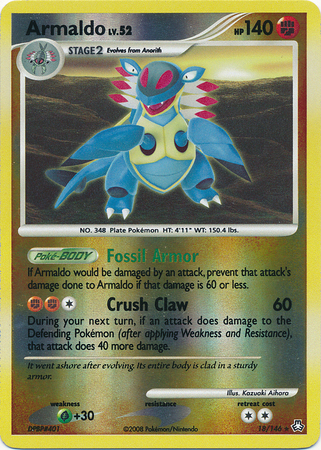 Armaldo LV.52
HP 140
STAGE 2 Evolves from Anorith
NO. 348 Plate Pokémon HT: 4'11" WT: 150.4 lbs.
Poké-BODY Fossil Armor
If Armaldo would be damaged by an attack, prevent that attack's
damage done to Armaldo if that damage is 60 or less.
Crush Claw 60
During your next turn, if an attack does damage to the
Defending Pokémon (after applying Weakness and Resistance),
that attack does 40 more damage.
It went ashore after evolving. Its entire body is clad in a sturdy
armor.
Illus. Kazuoki Aihara
weakness resistance retreat cost
+30
©2008 Pokémon/Nintendo
18/146